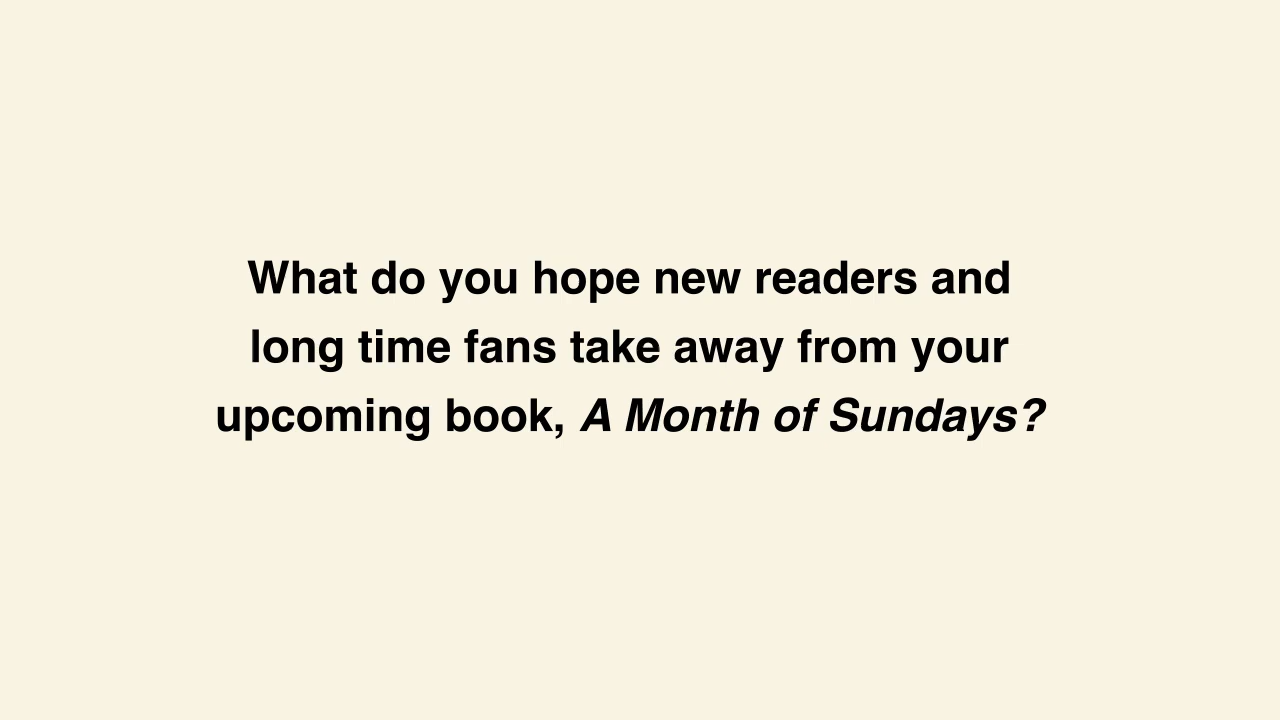 What do you hope new readers and
long time fans take away from your
upcoming book, A Month of Sundays?